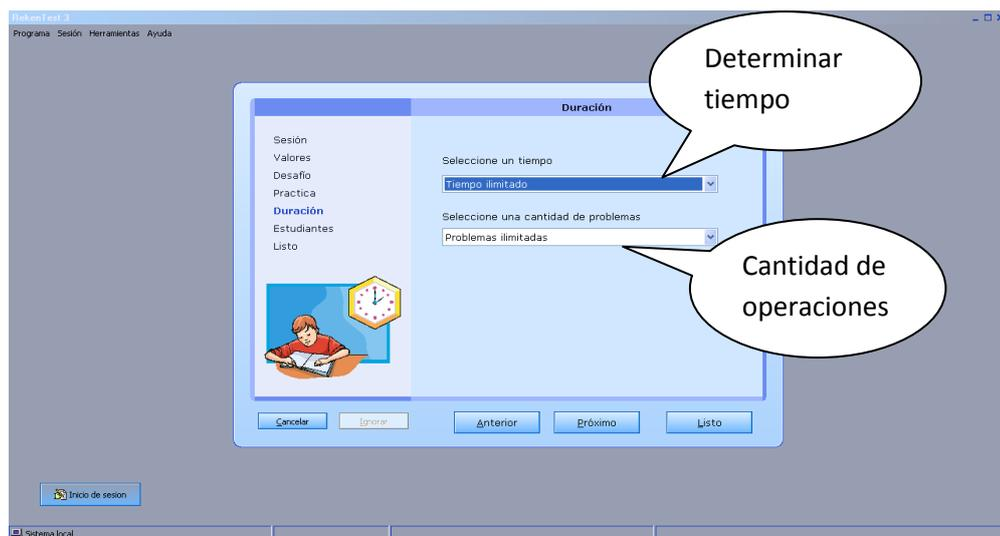 RekenTest 3
Programa Sesión Herramientas Ayuda
Determinar
tiempo
Duración
Sesión
Valores
Desafío
Practica
Duración
Estudiantes
Listo
Seleccione un tiempo
Tiempo ilimitado
Seleccione una cantidad de problemas
Problemas ilimitadas
Cantidad de
operaciones
Cancelar Ignorar Anterior Próximo Listo
Inicio de sesion
Sistema local